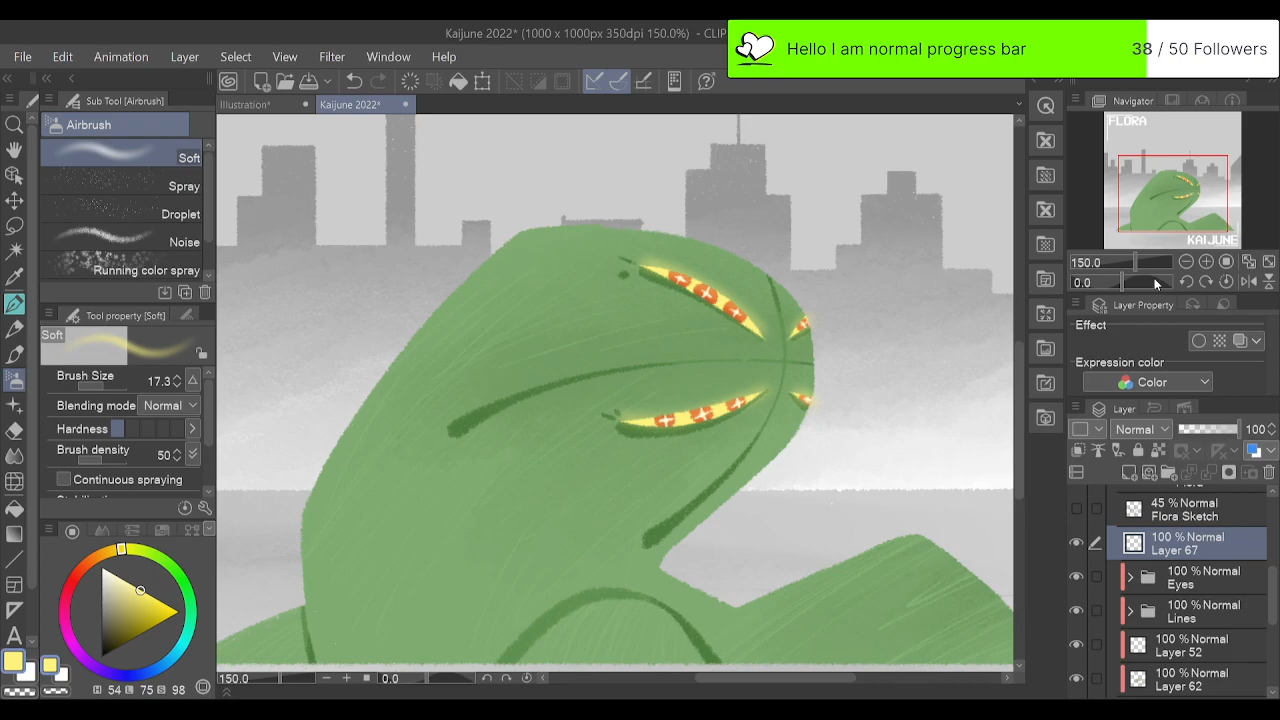 Kaijune 2022* (1000 x 1000px 350dpi 150.0%) - CLIP
Hello I am normal progress bar
38 / 50 Followers
File Edit Animation Layer Select View Filter Window Help
Sub Tool [Airbrush]
Illustration*
Kaijune 2022*
Navigator
Airbrush
Soft
Spray
Droplet
Noise
Running color spray
FLORA
KAIJUNE
150.0
0.0
Tool property [Soft]
Soft
Brush Size 17.3
Blending mode Normal
Hardness
Brush density 50
Continuous spraying
Layer Property
Effect
Expression color
Color
Layer
Normal 100
45 % Normal
Flora Sketch
100 % Normal
Layer 67
100 % Normal
Eyes
100 % Normal
Lines
100 % Normal
Layer 52
100 % Normal
Layer 62
A
H 54 L 75 S 98
150.0
0.0